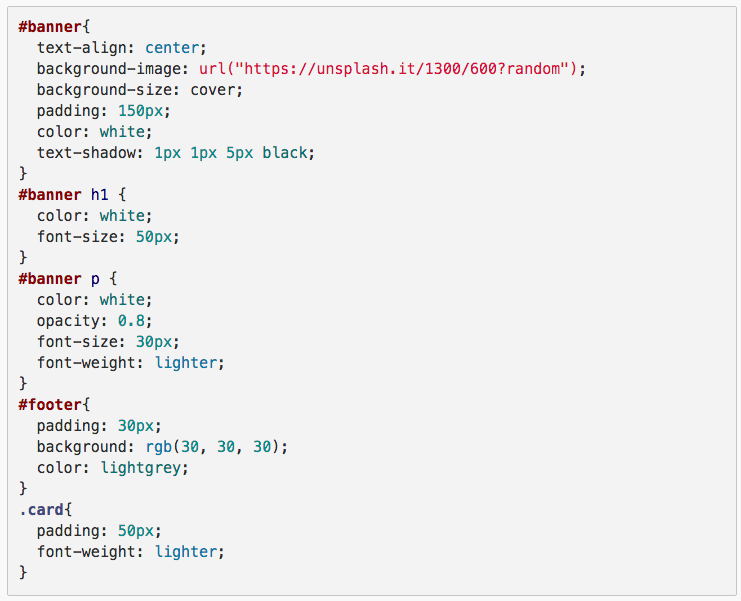 #banner{
  text-align: center;
  background-image: url("https://unsplash.it/1300/600?random");
  background-size: cover;
  padding: 150px;
  color: white;
  text-shadow: 1px 1px 5px black;
}
#banner h1 {
  color: white;
  font-size: 50px;
}
#banner p {
  color: white;
  opacity: 0.8;
  font-size: 30px;
  font-weight: lighter;
}
#footer{
  padding: 30px;
  background: rgb(30, 30, 30);
  color: lightgrey;
}
.card{
  padding: 50px;
  font-weight: lighter;
}